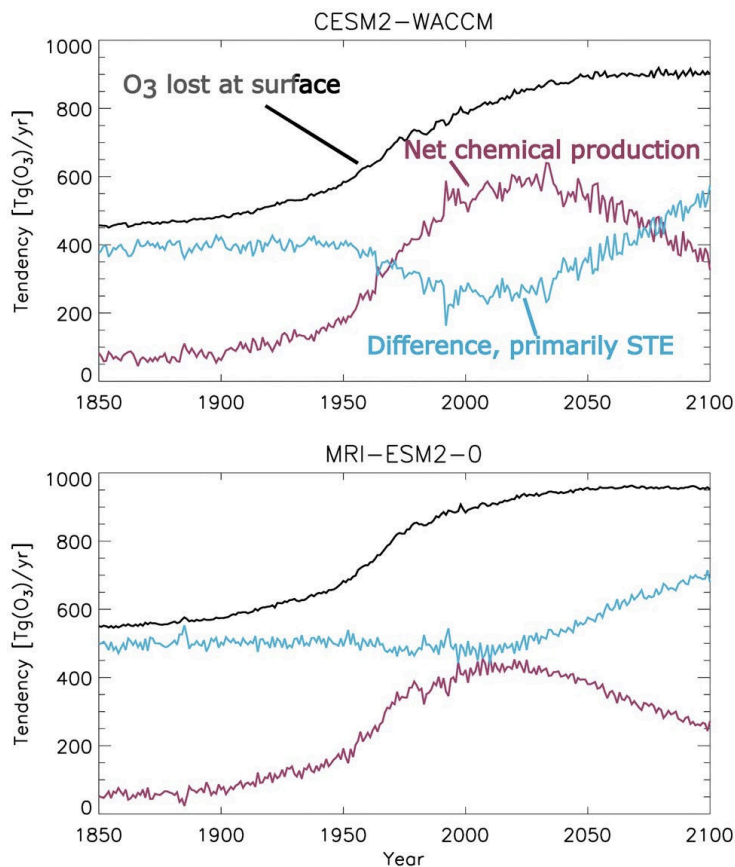 CESM2-WACCM
1000
O3 lost at surface
800
Net chemical production
600
Tendency [Tg(O3)/yr]
400
200
Difference, primarily STE
0
1850 1900 1950 2000 2050 2100
MRI-ESM2-0
1000
800
600
Tendency [Tg(O3)/yr]
400
200
0
1850 1900 1950 2000 2050 2100
Year